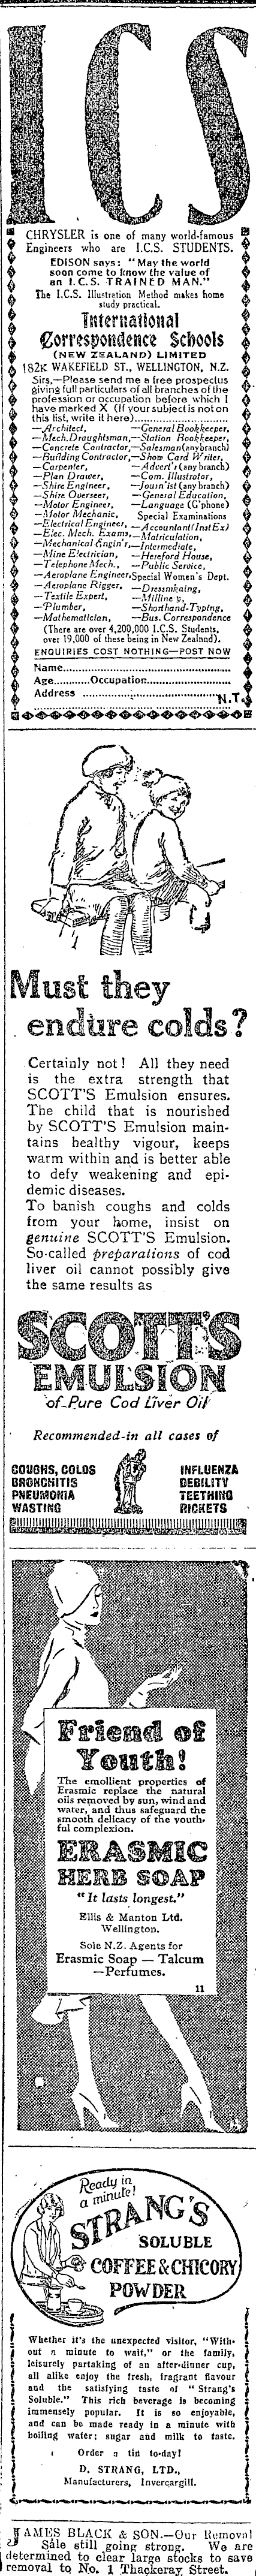 ICS
CHRYSLER is one of many world-famous
Engineers who are I.C.S. STUDENTS.
EDISON says: "May the world
soon come to know the value of
an I.C.S. TRAINED MAN."
The I.C.S. Illustration Method makes home
study practical.
International
Correspondence Schools
(NEW ZEALAND) LIMITED
182K WAKEFIELD ST., WELLINGTON, N.Z.
Sirs.—Please send me a free prospectus
giving full particulars of all branches of the
profession or occupation before which I
have marked X (If your subject is not on
this list, write it here)
—Architect,
—Mech. Draughtsman,
—Concrete Contractor,
—Building Contractor,
—Carpenter,
—Plan Drawer,
—Shire Engineer,
—Shire Overseer,
—Motor Engineer,
—Motor Mechanic,
—Electrical Engineer,
—Elec. Mech. Exams,
—Mechanical Engin'r,
—Mine Electrician,
—Telephone Mech.,
—Aeroplane Engineer,
—Aeroplane Rigger,
—Textile Expert,
—Plumber,
—Mathematician,
—General Bookkeeper,
—Station Bookkeeper,
—Salesman (any branch)
—Show Card Writer,
—Advert'g (any branch)
—Com. Illustrator,
—Journ'ist (any branch)
—General Education,
—Language (G'phone)
Special Examinations
—Accountant (Inst Ex)
—Matriculation,
—Intermediate,
—Hereford House,
—Public Service,
Special Women's Dept.
—Dressmkaing,
—Milline y,
—Shorthand-Typing,
—Bus. Correspondence
(There are over 4,200,000 I.C.S. Students,
over 19,000 of these being in New Zealand).
ENQUIRIES COST NOTHING—POST NOW
Name
Age Occupation
Address
N.T.
Must they
endure colds?
Certainly not! All they need
is the extra strength that
SCOTT'S Emulsion ensures.
The child that is nourished
by SCOTT'S Emulsion main-
tains healthy vigour, keeps
warm within and is better able
to defy weakening and epi-
demic diseases.
To banish coughs and colds
from your home, insist on
genuine SCOTT'S Emulsion.
So-called preparations of cod
liver oil cannot possibly give
the same results as
SCOTT'S
EMULSION
of Pure Cod Liver Oil
Recommended in all cases of
COUGHS, COLDS
BRONCHITIS
PNEUMONIA
WASTING
INFLUENZA
DEBILITY
TEETHING
RICKETS
Friend of
Youth!
The emollient properties of
Erasmic replace the natural
oils removed by sun, wind and
water, and thus safeguard the
smooth delicacy of the youth-
ful complexion.
ERASMIC
HERB SOAP
"It lasts longest."
Ellis & Manton Ltd.
Wellington.
Sole N.Z. Agents for
Erasmic Soap — Talcum
—Perfumes.
11
Ready in
a minute!
STRANG'S
SOLUBLE
COFFEE & CHICORY
POWDER
Whether it's the unexpected visitor, "With-
out a minute to wait," or the family,
leisurely partaking of an after-dinner cup,
all alike enjoy the fresh, fragrant flavour
and the satisfying taste of "Strang's
Soluble." This rich beverage is becoming
immensely popular. It is so enjoyable,
and can be made ready in a minute with
boiling water; sugar and milk to taste.
Order a tin to-day!
D. STRANG, LTD.,
Manufacturers, Invercargill.
JAMES BLACK & SON.—Our Removal
Sale still going strong. We are
determined to clear large stocks to save
removal to No. 1 Thackeray Street.